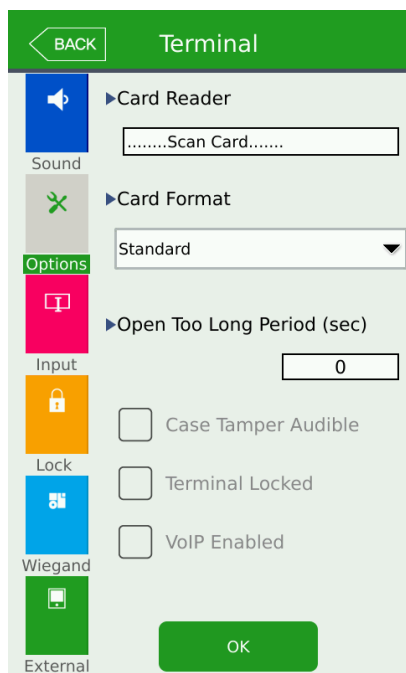 BACK
Terminal
Sound
Options
Input
Lock
Wiegand
External
Card Reader
........Scan Card.......
Card Format
Standard
Open Too Long Period (sec)
0
Case Tamper Audible
Terminal Locked
VoIP Enabled
OK